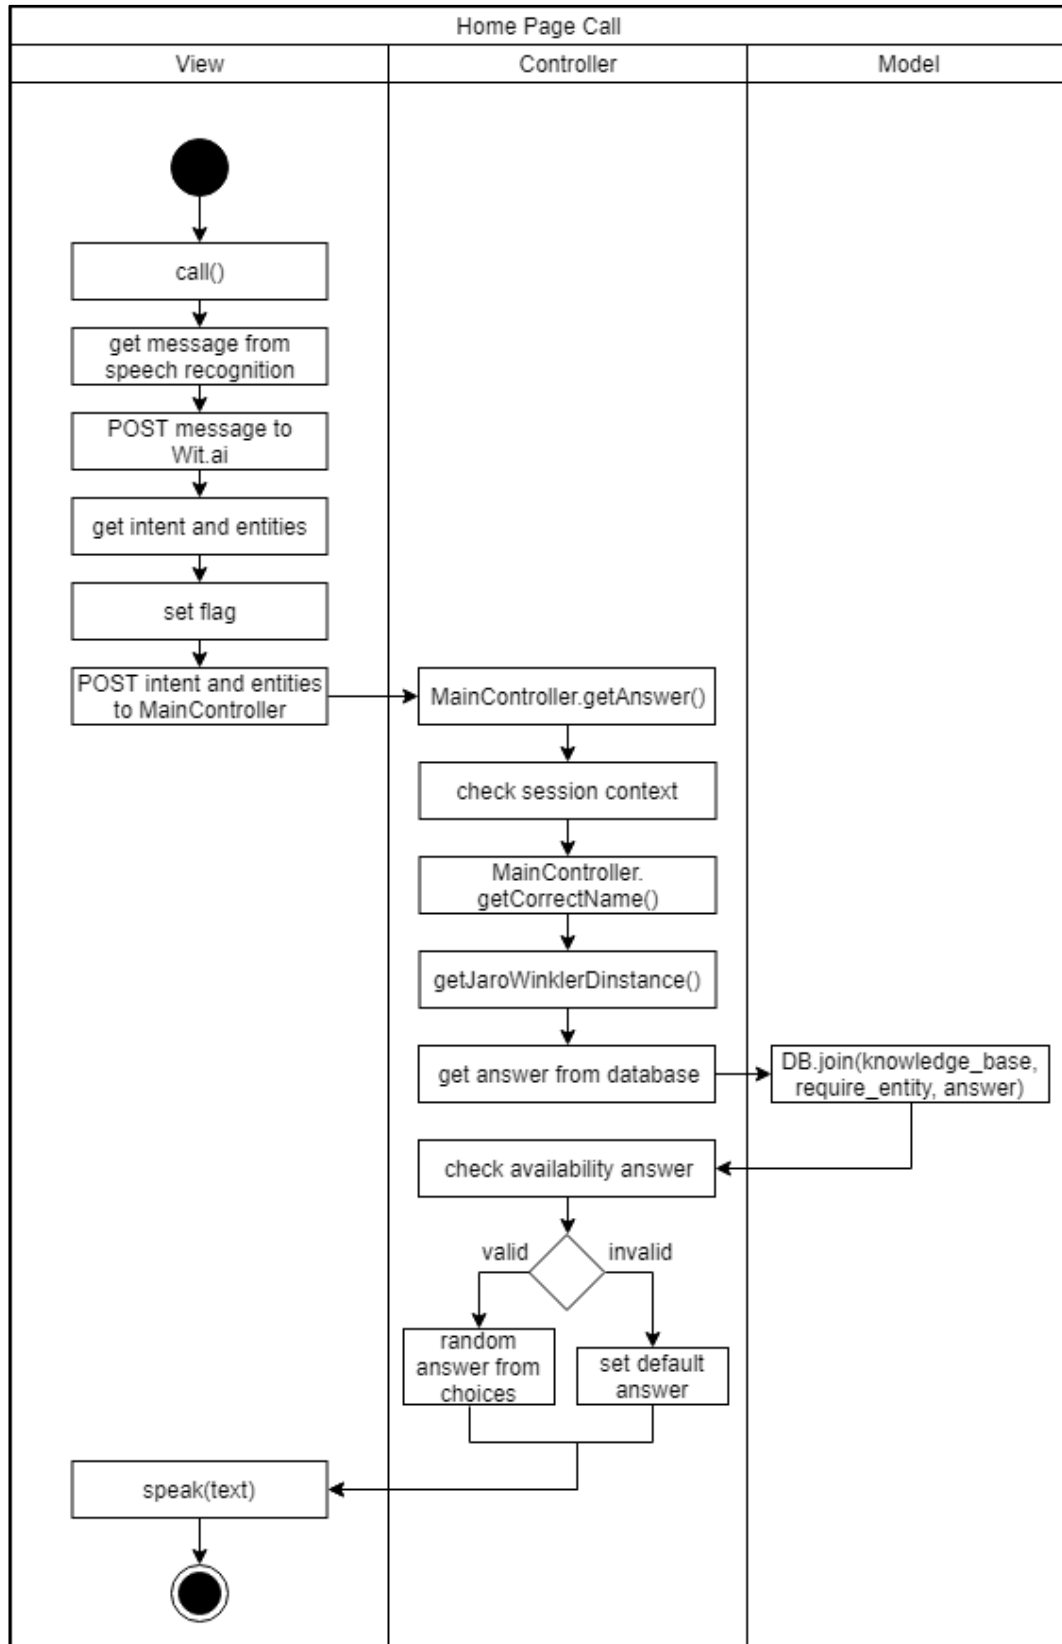 Home Page Call
View
Controller
Model
call()
get message from
speech recognition
POST message to
Wit.ai
get intent and entities
set flag
POST intent and entities
to MainController
MainController.getAnswer()
check session context
MainController.
getCorrectName()
getJaroWinklerDinstance()
get answer from database
DB.join(knowledge_base,
require_entity, answer)
check availability answer
valid
invalid
random
answer from
choices
set default
answer
speak(text)